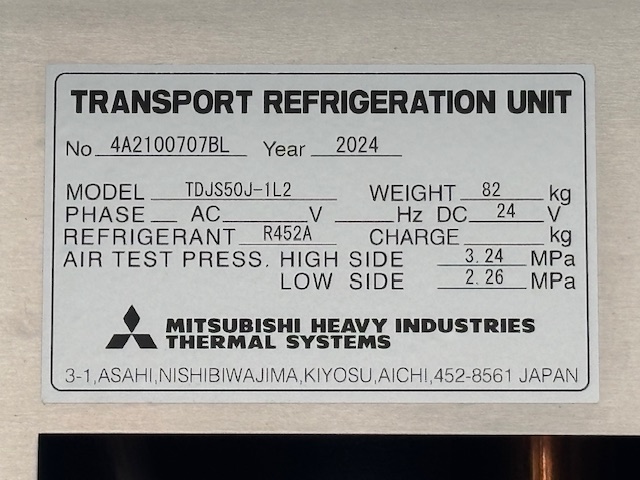 TRANSPORT REFRIGERATION UNIT
No 4A2100707BL Year 2024
MODEL TDJS50J-1L2 WEIGHT 82 kg
PHASE AC V Hz DC 24 V
REFRIGERANT R452A CHARGE kg
AIR TEST PRESS. HIGH SIDE 3.24 MPa
LOW SIDE 2.26 MPa
MITSUBISHI HEAVY INDUSTRIES
THERMAL SYSTEMS
3-1,ASAHI,NISHIBIWAJIMA,KIYOSU,AICHI,452-8561 JAPAN